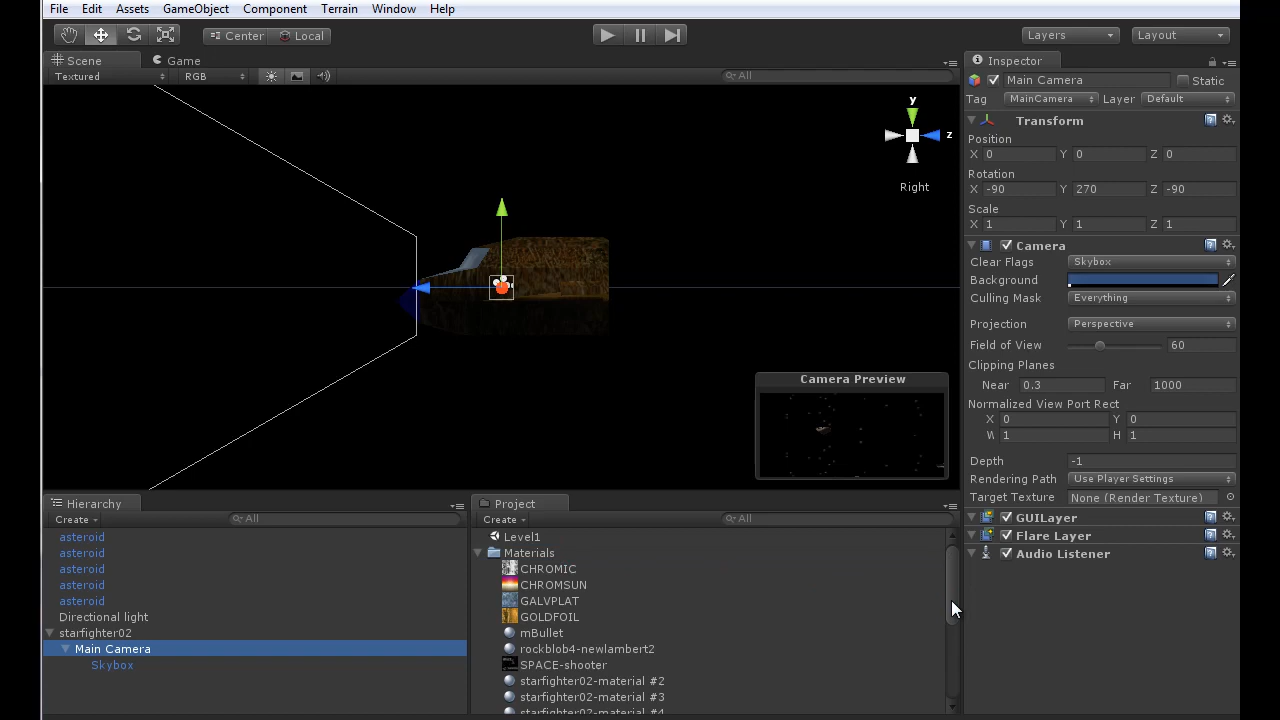 File Edit Assets GameObject Component Terrain Window Help
Center Local Layers Layout
Scene Game
Textured RGB All
y
z
Right
Camera Preview
Hierarchy
Create All
asteroid
asteroid
asteroid
asteroid
asteroid
Directional light
starfighter02
Main Camera
Skybox
Project
Create All
Level1
Materials
CHROMIC
CHROMSUN
GALVPLAT
GOLDFOIL
mBullet
rockblob4-newlambert2
SPACE-shooter
starfighter02-material #2
starfighter02-material #3
starfighter02-material #4
Inspector
Main Camera Static
Tag MainCamera Layer Default
Transform
Position
X 0 Y 0 Z 0
Rotation
X -90 Y 270 Z -90
Scale
X 1 Y 1 Z 1
Camera
Clear Flags Skybox
Background
Culling Mask Everything
Projection Perspective
Field of View 60
Clipping Planes
Near 0.3 Far 1000
Normalized View Port Rect
X 0 Y 0
W 1 H 1
Depth -1
Rendering Path Use Player Settings
Target Texture None (Render Texture)
GUILayer
Flare Layer
Audio Listener